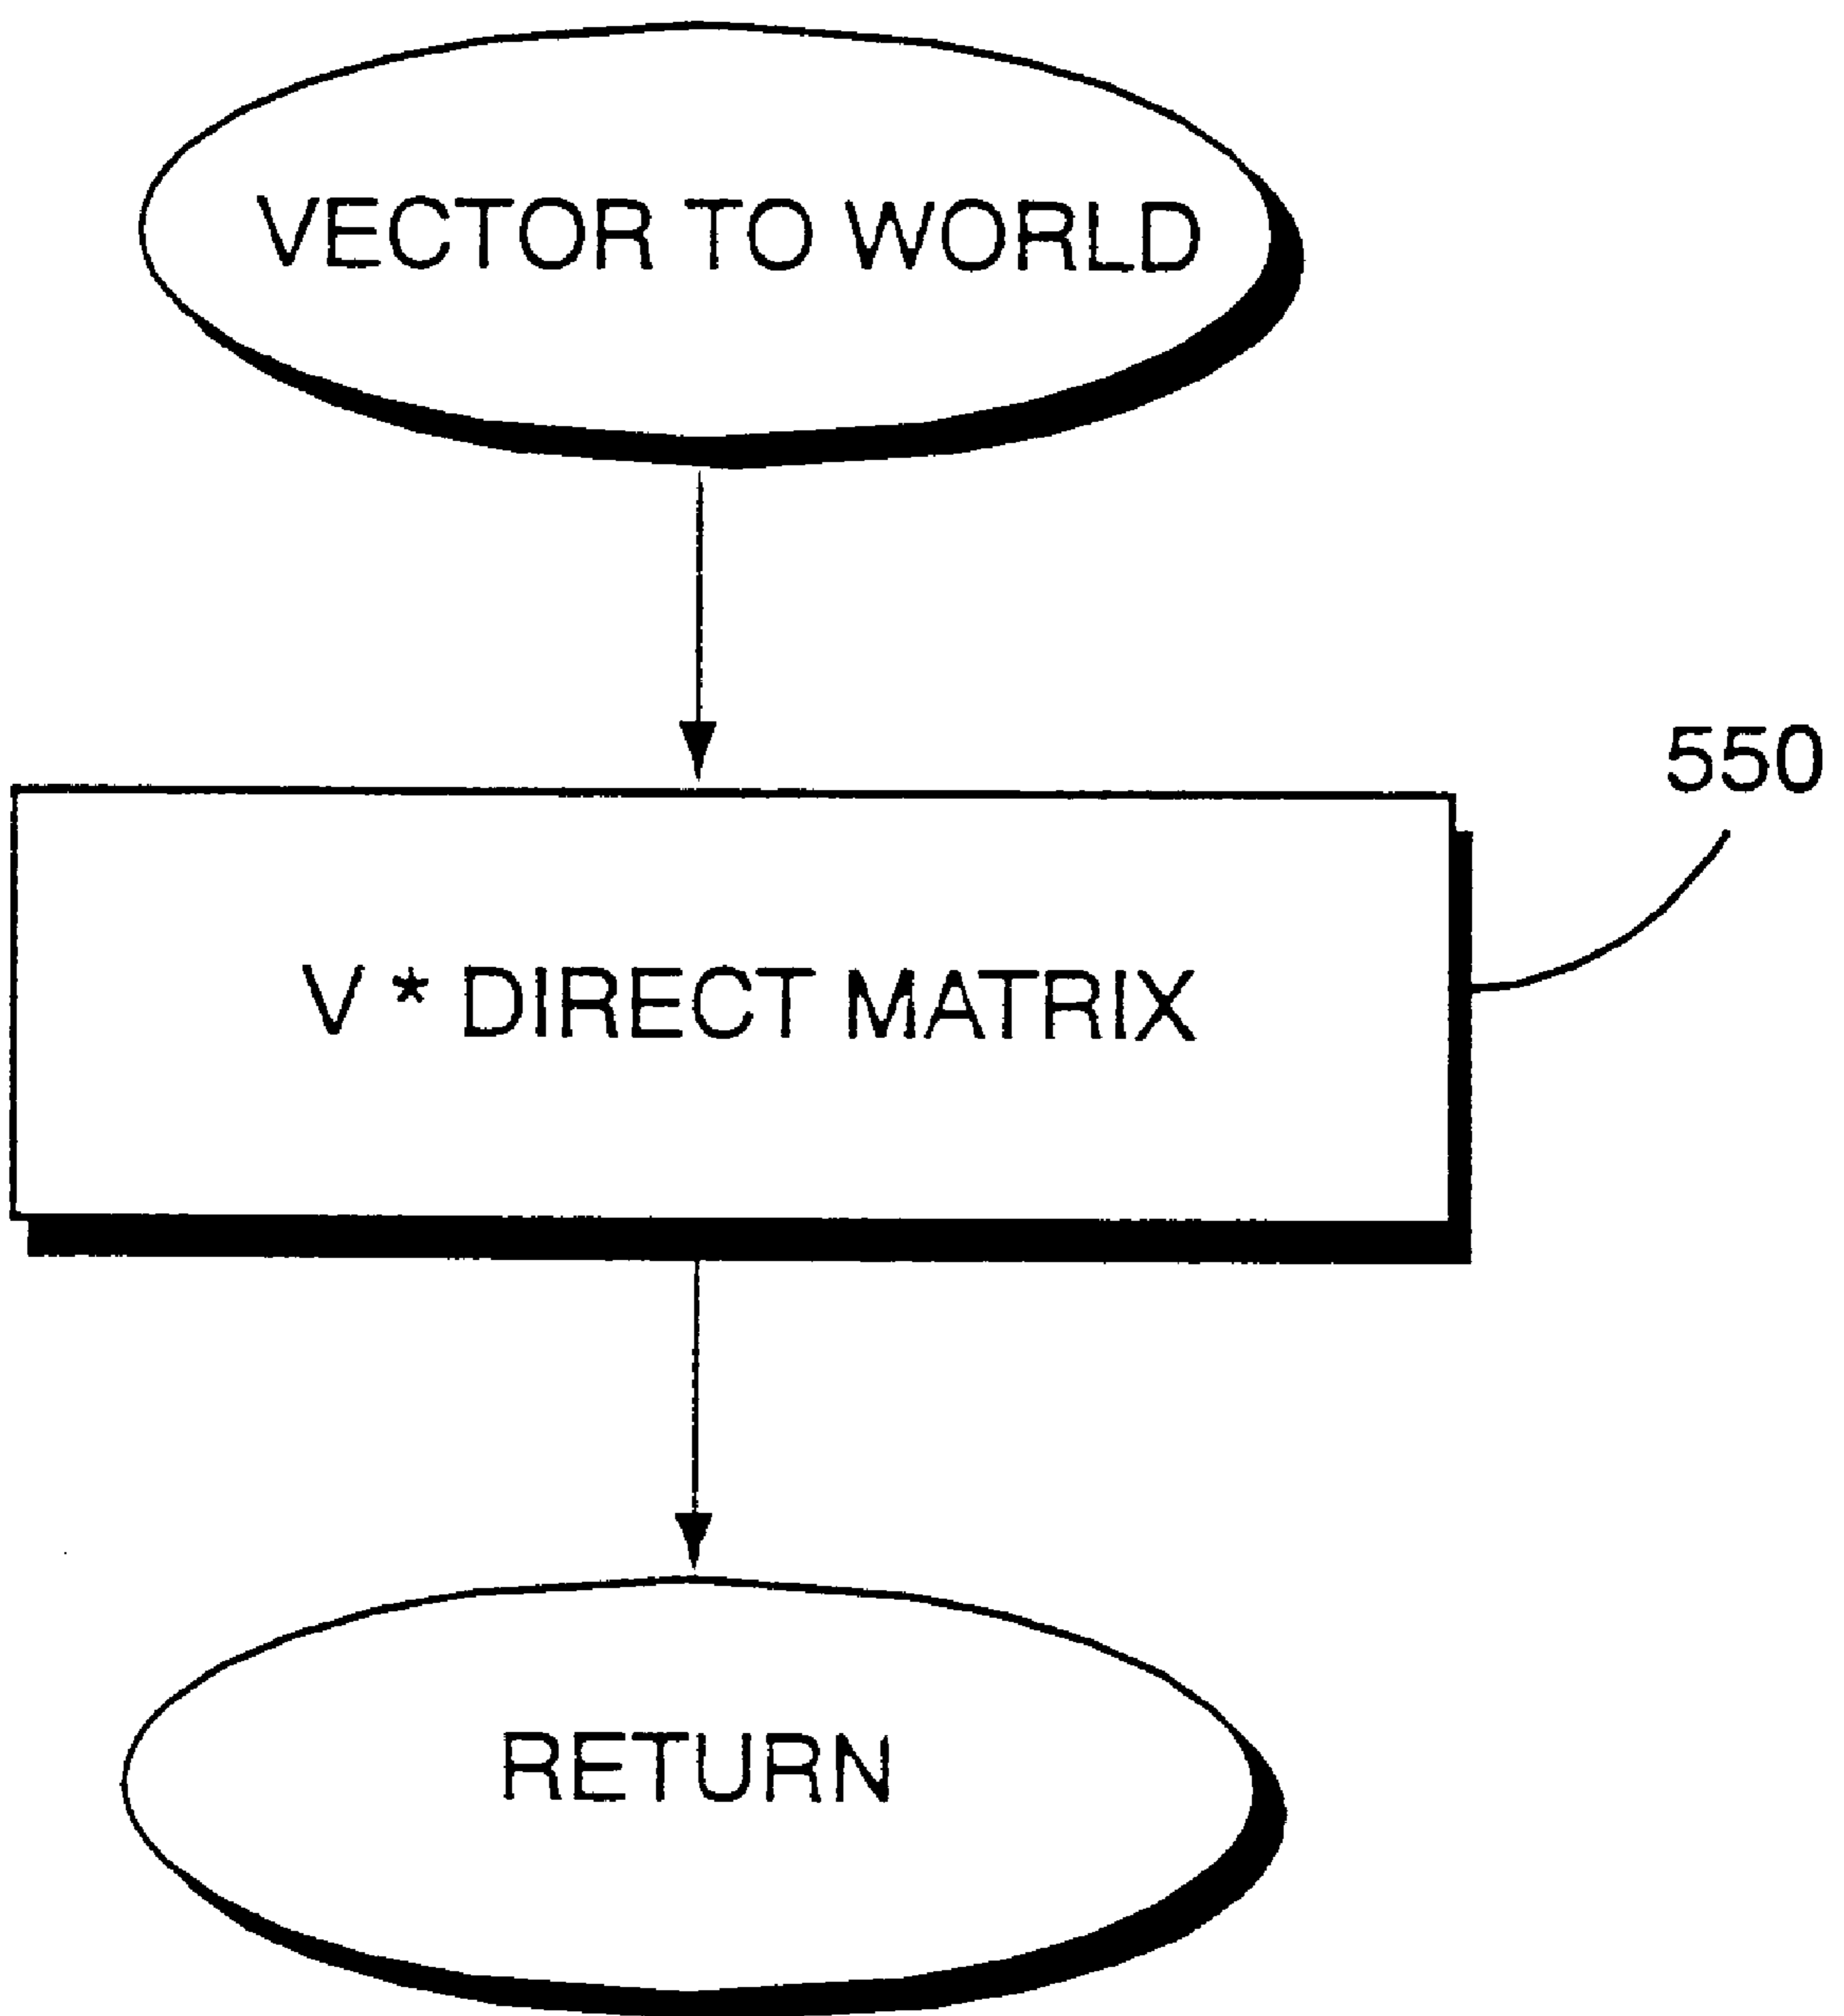 VECTOR TO WORLD
550
V * DIRECT MATRIX
RETURN